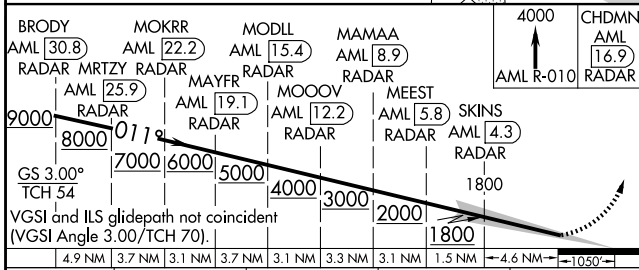 4000
AML R-010
CHDMN
AML
16.9
RADAR
BRODY
AML 30.8
RADAR
MRTZY
AML 25.9
RADAR
MOKRR
AML 22.2
RADAR
MAYFR
AML 19.1
RADAR
MODLL
AML 15.4
RADAR
MOOOV
AML 12.2
RADAR
MAMAA
AML 8.9
RADAR
MEEST
AML 5.8
RADAR
SKINS
AML 4.3
RADAR
1800
9000
8000
011°
7000
6000
5000
4000
3000
2000
1800
GS 3.00°
TCH 54
VGSI and ILS glidepath not coincident
(VGSI Angle 3.00/TCH 70).
4.9 NM 3.7 NM 3.1 NM 3.7 NM 3.1 NM 3.3 NM 3.1 NM 1.5 NM 4.6 NM 1050'